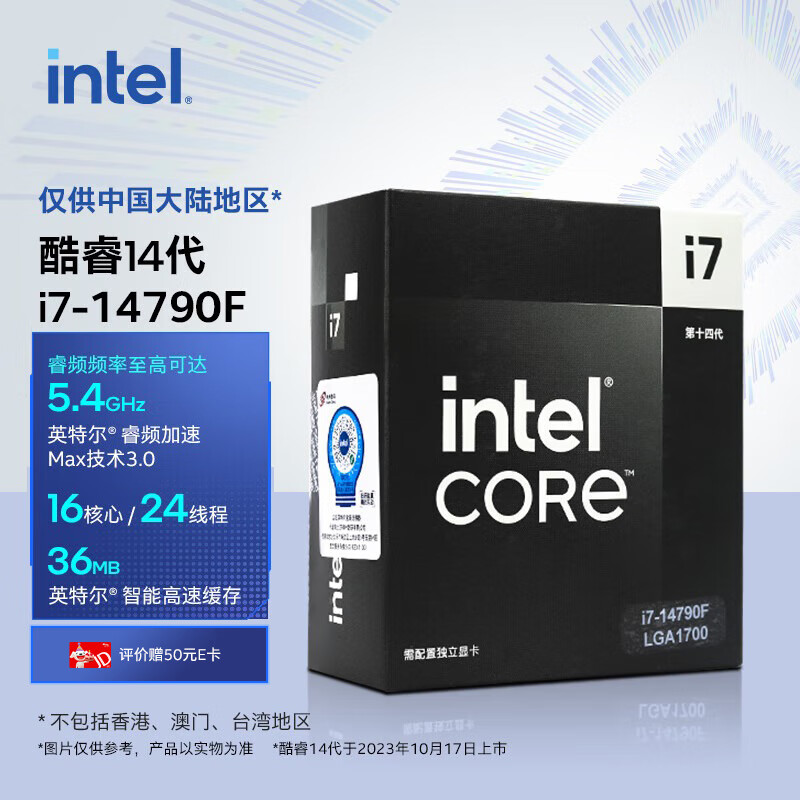 intel®
仅供中国大陆地区*
酷睿14代
i7-14790F
睿频频率至高可达
5.4GHz
英特尔®睿频加速
Max技术3.0
16核心/24线程
36MB
英特尔®智能高速缓存
评价赠50元E卡
i7
第十四代
i7
intel®
CORE™
inte
i7-14790F
LGA1700
需配置独立显卡
*不包括香港、澳门、台湾地区
*图片仅供参考，产品以实物为准 *酷睿14代于2023年10月17日上市